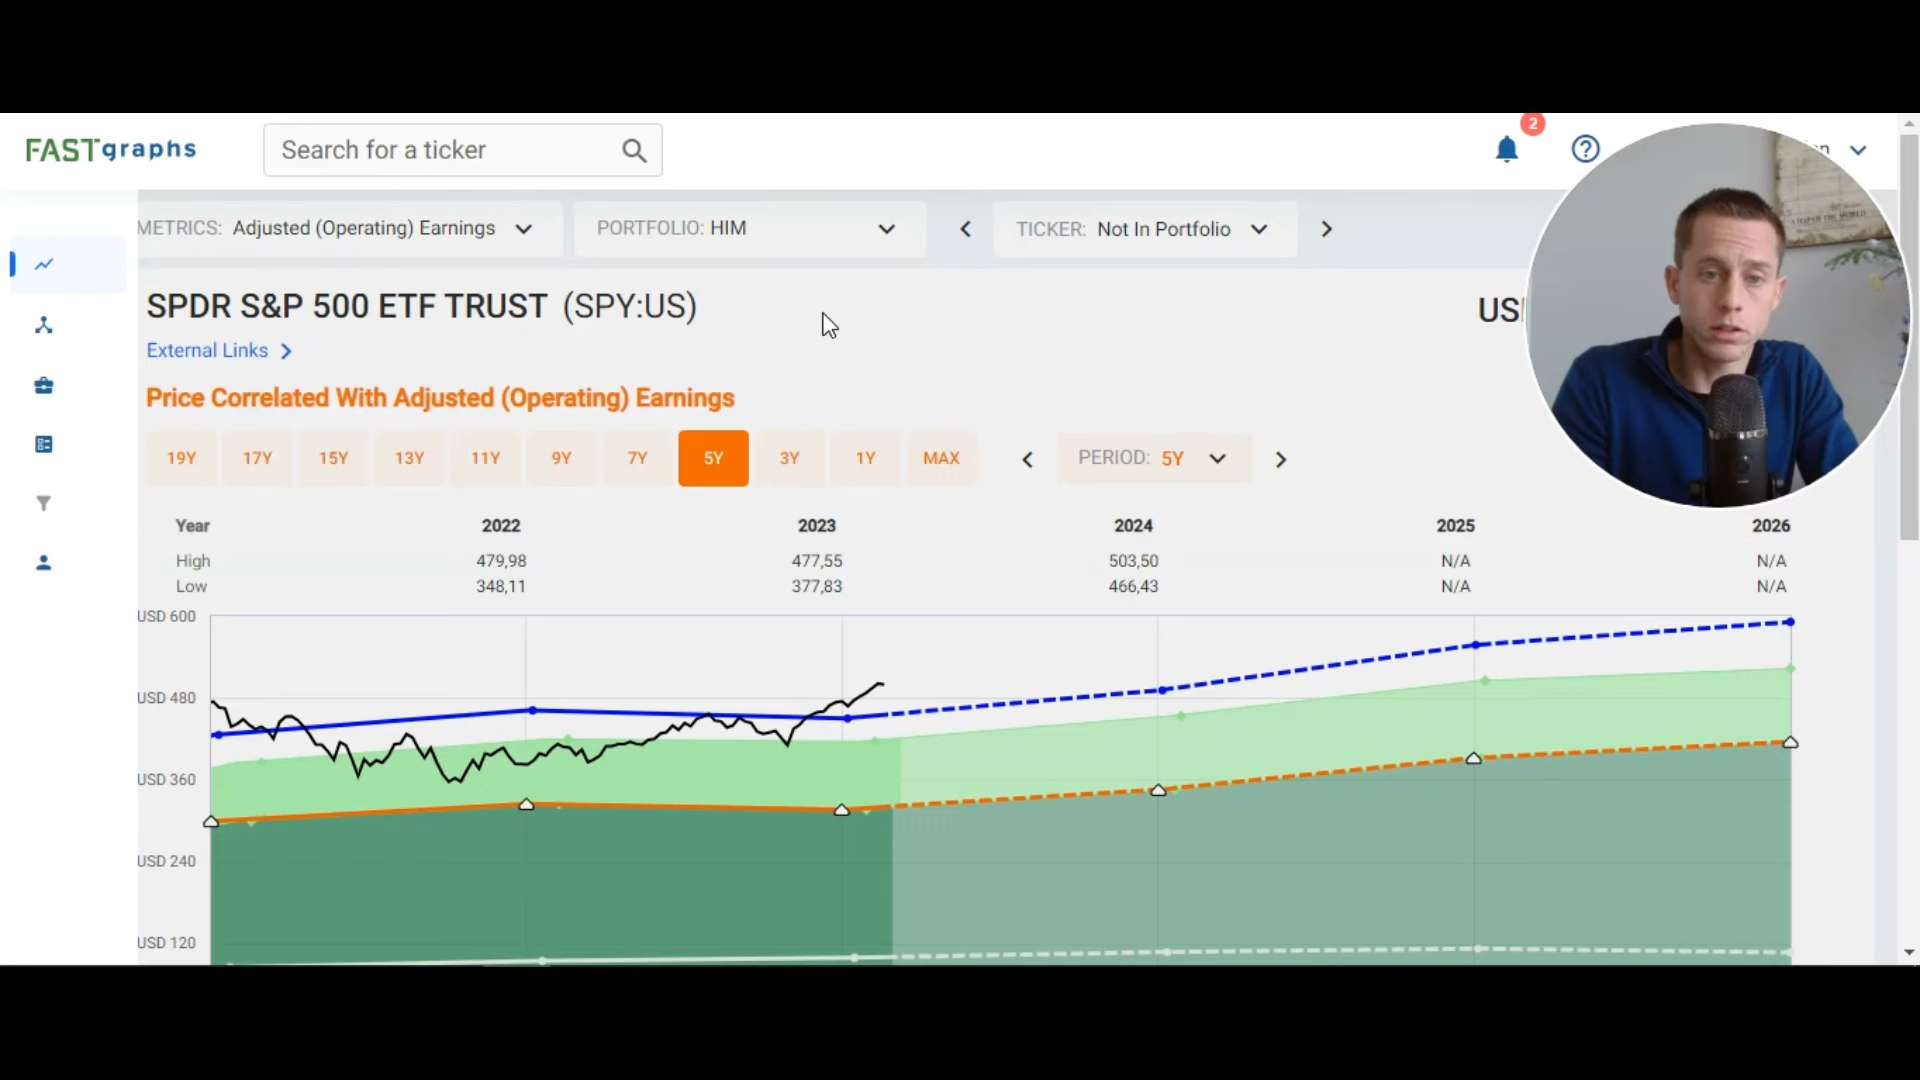 FASTgraphs
Search for a ticker
2
METRICS: Adjusted (Operating) Earnings
PORTFOLIO: HIM
TICKER: Not In Portfolio
SPDR S&P 500 ETF TRUST (SPY:US)
External Links
Price Correlated With Adjusted (Operating) Earnings
19Y 17Y 15Y 13Y 11Y 9Y 7Y 5Y 3Y 1Y MAX PERIOD: 5Y
Year 2022 2023 2024 2025 2026
High 479,98 477,55 503,50 N/A N/A
Low 348,11 377,83 466,43 N/A N/A
USD 600
USD 480
USD 360
USD 240
USD 120